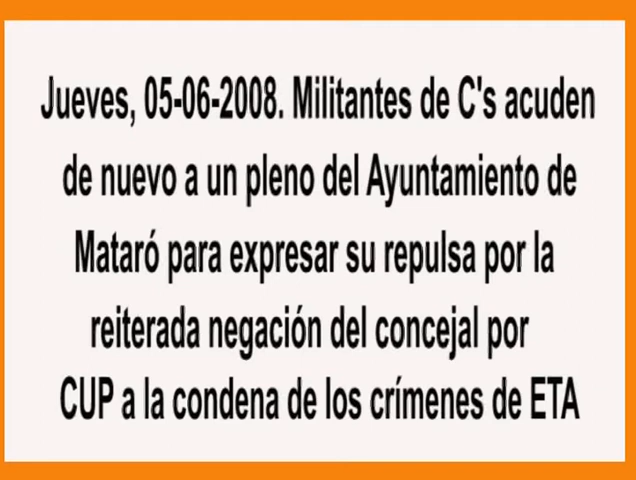 Jueves, 05-06-2008. Militantes de C's acuden
de nuevo a un pleno del Ayuntamiento de
Mataró para expresar su repulsa por la
reiterada negación del concejal por
CUP a la condena de los crímenes de ETA